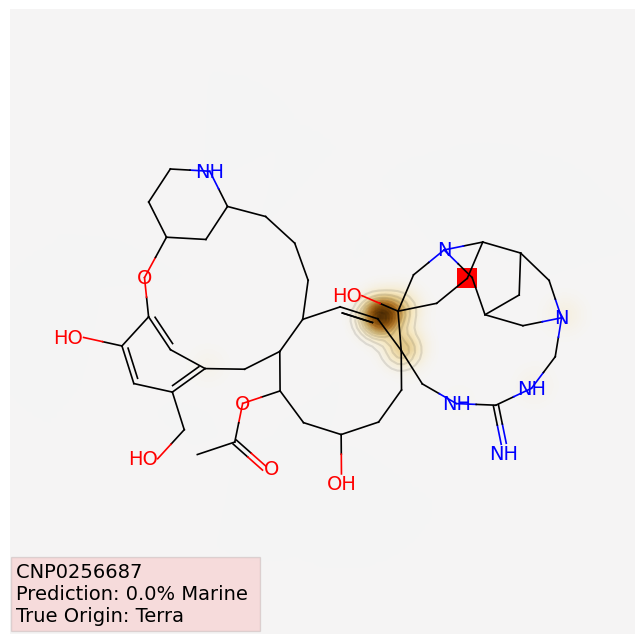 NH
N
O
HO
N
HO
NH
O
NH
NH
HO
O
OH
CNP0256687
Prediction: 0.0% Marine
True Origin: Terra